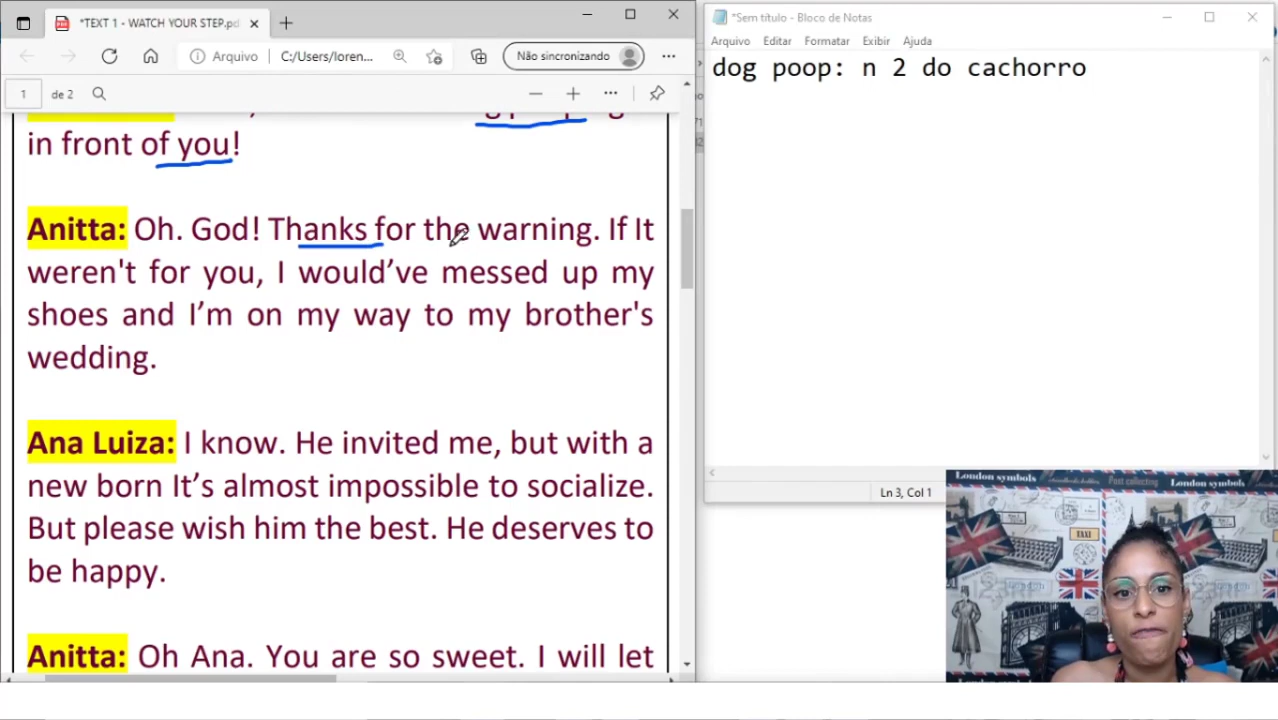 *TEXT 1 - WATCH YOUR STEP.pd
Arquivo
C:/Users/loren...
Não sincronizando
1
de 2
in front of you!
Anitta: Oh. God! Thanks for the warning. If It
weren't for you, I would’ve messed up my
shoes and I’m on my way to my brother's
wedding.
Ana Luiza: I know. He invited me, but with a
new born It’s almost impossible to socialize.
But please wish him the best. He deserves to
be happy.
Anitta: Oh Ana. You are so sweet. I will let
*Sem título - Bloco de Notas
Arquivo Editar Formatar Exibir Ajuda
dog poop: n 2 do cachorro
Ln 3, Col 1
London symbols
Post collecting
London symbols
TAXI